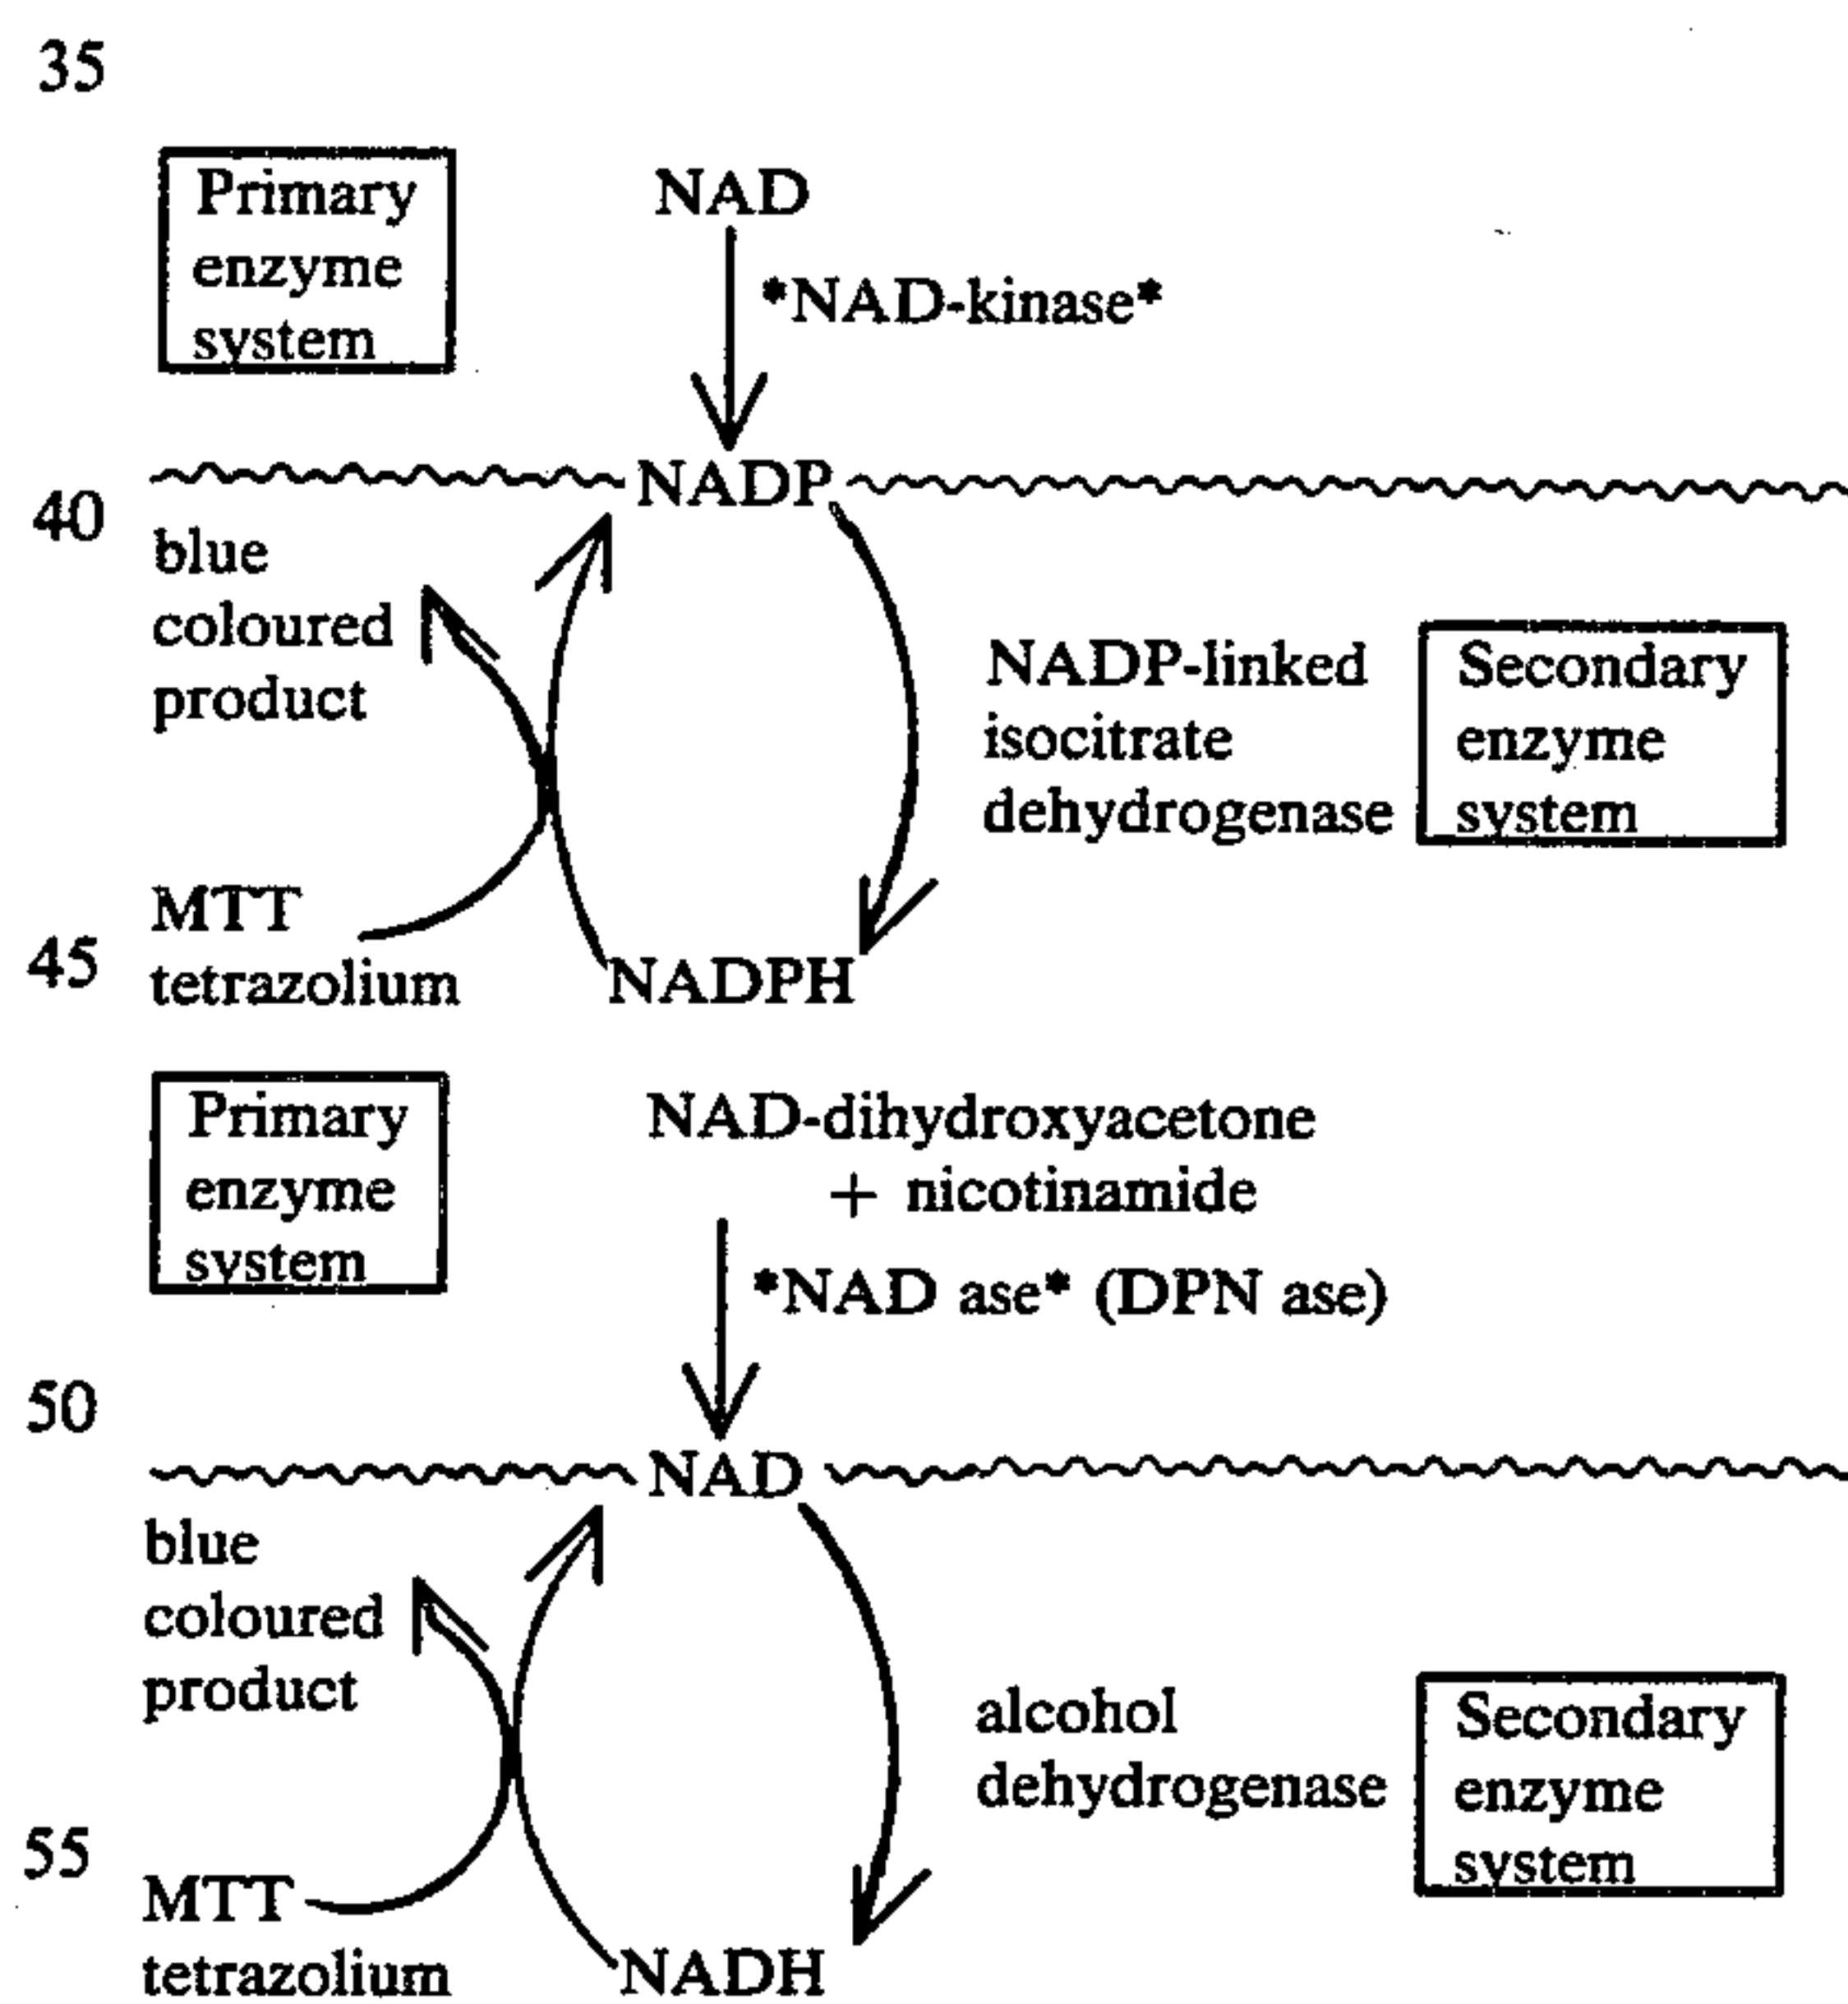 35
Primary
enzyme
system
NAD
*NAD-kinase*
NADP
40
blue
coloured
product
NADP-linked
isocitrate
dehydrogenase
Secondary
enzyme
system
MTT
tetrazolium
45
NADPH
Primary
enzyme
system
NAD-dihydroxyacetone
+ nicotinamide
*NAD ase* (DPN ase)
50
NAD
blue
coloured
product
alcohol
dehydrogenase
Secondary
enzyme
system
55
MTT
tetrazolium
NADH